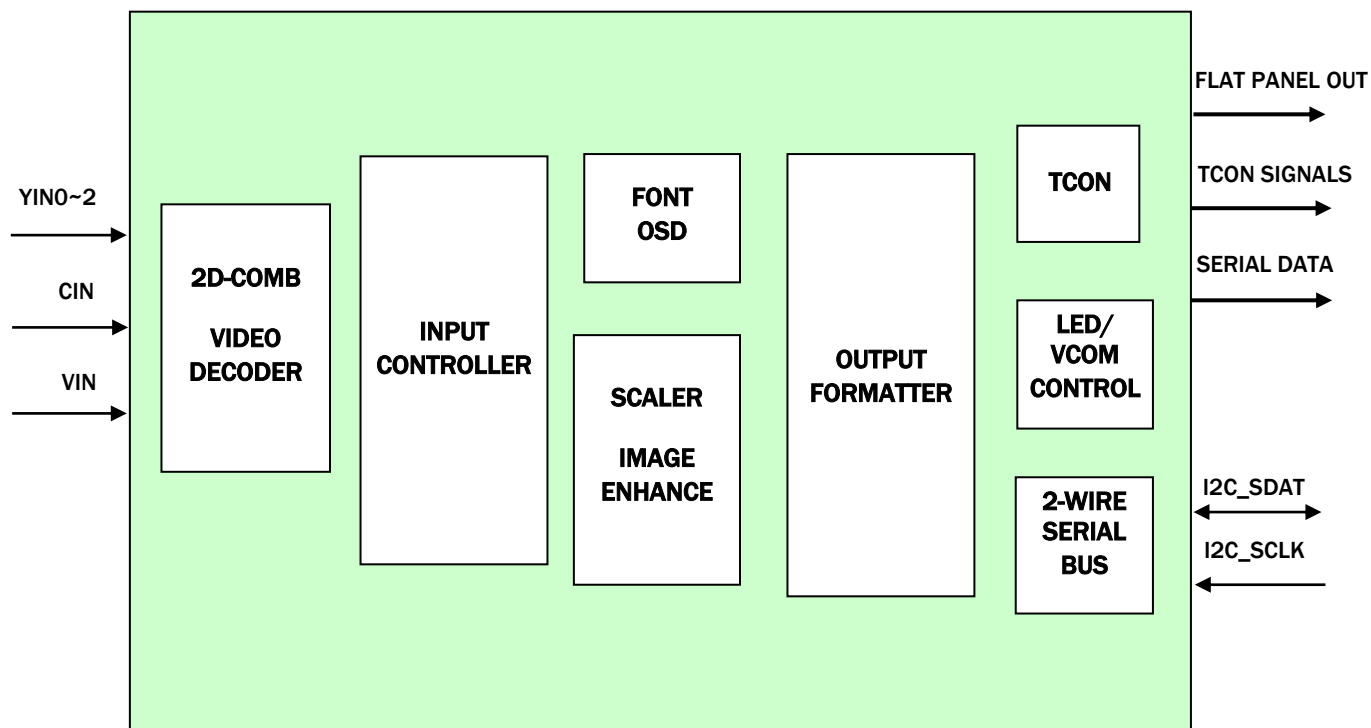 YIN0~2
CIN
VIN
2D-COMB
VIDEO
DECODER
INPUT
CONTROLLER
FONT
OSD
SCALER
IMAGE
ENHANCE
OUTPUT
FORMATTER
TCON
LED/
VCOM
CONTROL
2-WIRE
SERIAL
BUS
FLAT PANEL OUT
TCON SIGNALS
SERIAL DATA
I2C_SDAT
I2C_SCLK